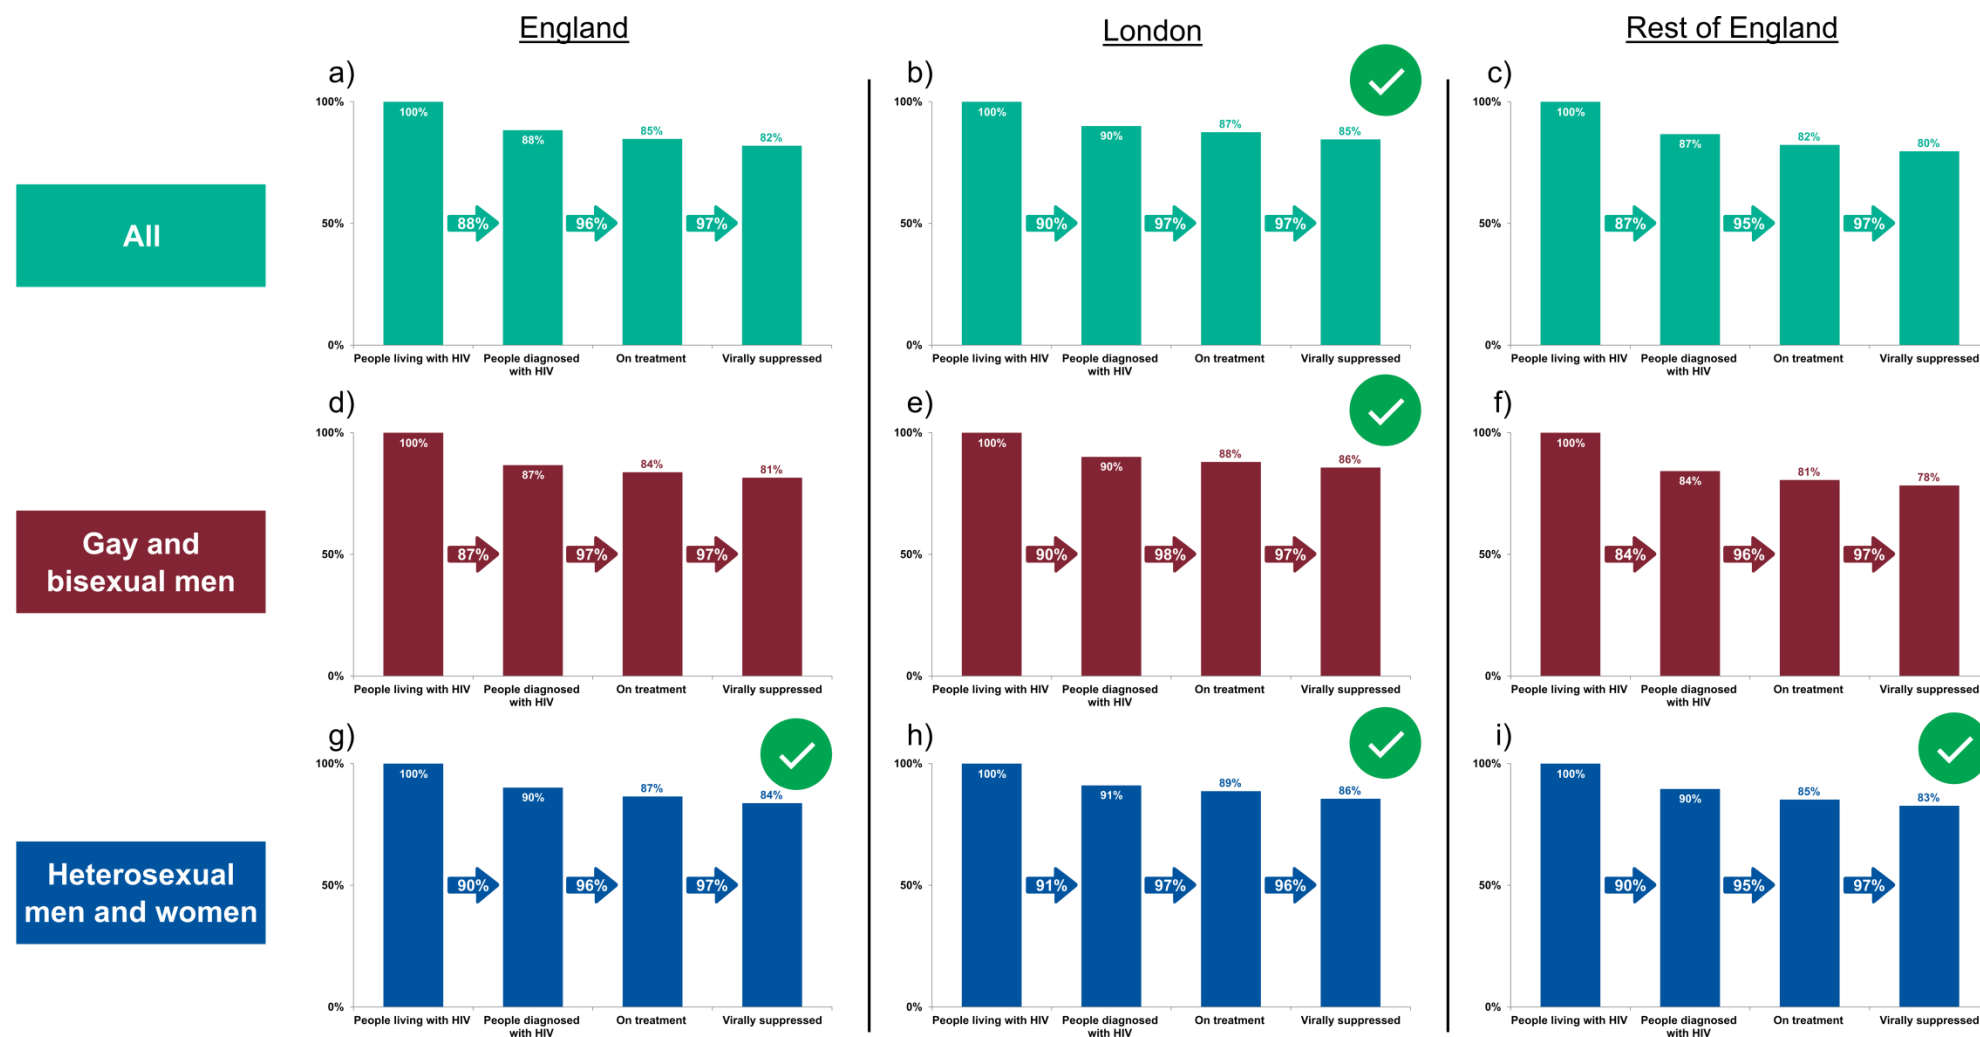 England
London
Rest of England
All
a)
100%
50%
0%
100%
88%
85%
82%
88%
96%
97%
People living with HIV
People diagnosed
with HIV
On treatment
Virally suppressed
b)
100%
50%
0%
100%
90%
87%
85%
90%
97%
97%
People living with HIV
People diagnosed
with HIV
On treatment
Virally suppressed
c)
100%
50%
0%
100%
87%
82%
80%
87%
95%
97%
People living with HIV
People diagnosed
with HIV
On treatment
Virally suppressed
Gay and
bisexual men
d)
100%
50%
0%
100%
87%
84%
81%
87%
97%
97%
People living with HIV
People diagnosed
with HIV
On treatment
Virally suppressed
e)
100%
50%
0%
100%
90%
88%
86%
90%
98%
97%
People living with HIV
People diagnosed
with HIV
On treatment
Virally suppressed
f)
100%
50%
0%
100%
84%
81%
78%
84%
96%
97%
People living with HIV
People diagnosed
with HIV
On treatment
Virally suppressed
Heterosexual
men and women
g)
100%
50%
0%
100%
90%
87%
84%
90%
96%
97%
People living with HIV
People diagnosed
with HIV
On treatment
Virally suppressed
h)
100%
50%
0%
100%
91%
89%
86%
91%
97%
96%
People living with HIV
People diagnosed
with HIV
On treatment
Virally suppressed
i)
100%
50%
0%
100%
90%
85%
83%
90%
95%
97%
People living with HIV
People diagnosed
with HIV
On treatment
Virally suppressed